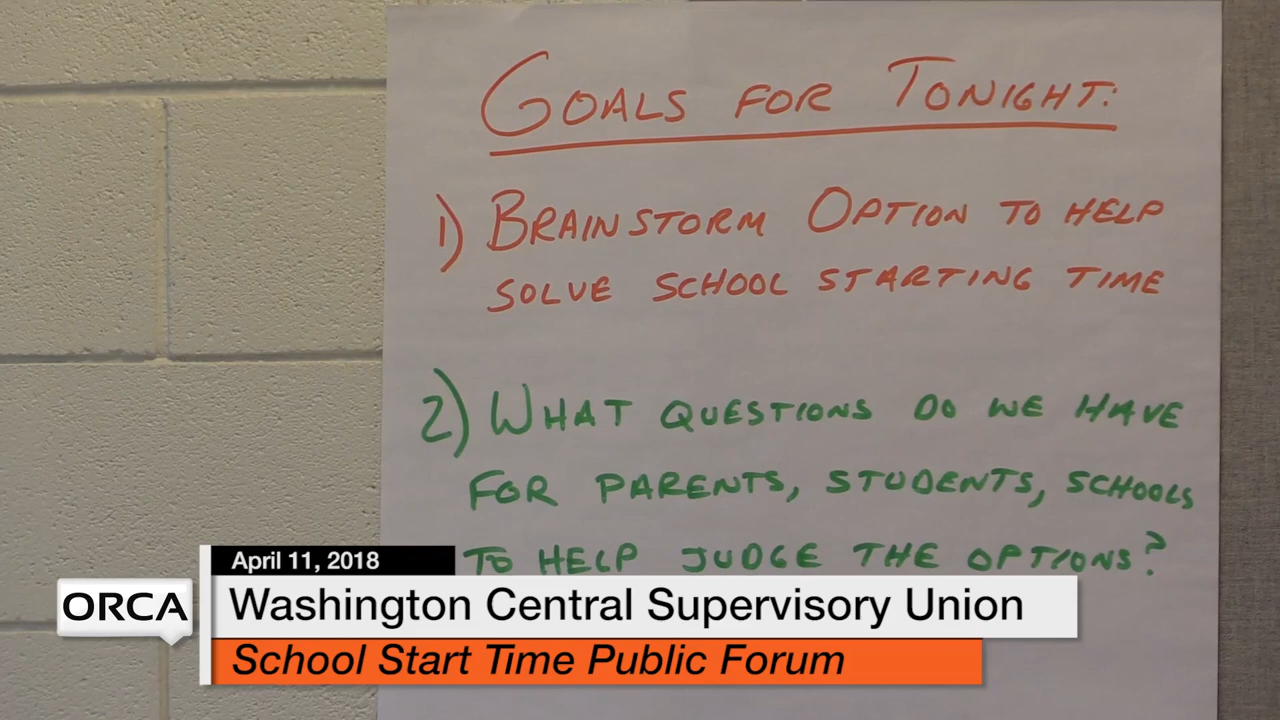 GOALS FOR TONIGHT:
1) BRAINSTORM OPTION TO HELP
SOLVE SCHOOL STARTING TIME
2) WHAT QUESTIONS DO WE HAVE
FOR PARENTS, STUDENTS, SCHOOLS
TO HELP JUDGE THE OPTIONS?
April 11, 2018
ORCA
Washington Central Supervisory Union
School Start Time Public Forum